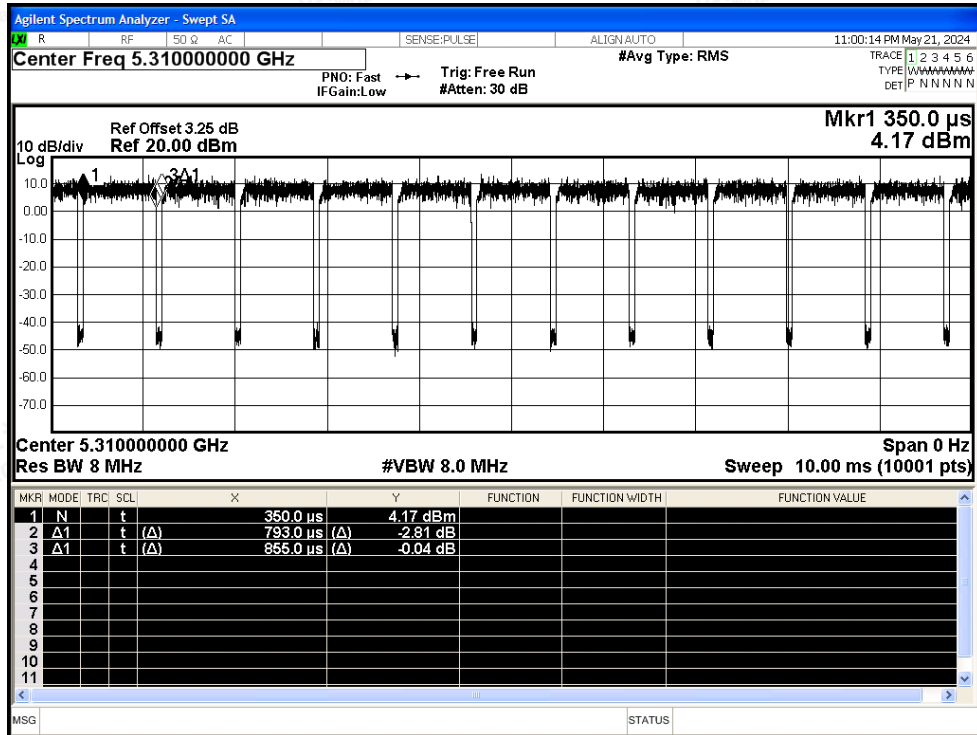 Agilent Spectrum Analyzer - Swept SA
LXI R RF 50 Ω AC SENSE:PULSE ALIGN AUTO 11:00:14 PM May 21, 2024
Center Freq 5.310000000 GHz #Avg Type: RMS TRACE 1 2 3 4 5 6
PNO: Fast Trig: Free Run TYPE
IFGain:Low #Atten: 30 dB DET P N N N N N
Mkr1 350.0 µs
Ref Offset 3.25 dB
10 dB/div Ref 20.00 dBm 4.17 dBm
Log
1 3Δ1
10.0
0.00
-10.0
-20.0
-30.0
-40.0
-50.0
-60.0
-70.0
Center 5.310000000 GHz Span 0 Hz
Res BW 8 MHz #VBW 8.0 MHz Sweep 10.00 ms (10001 pts)
MKR MODE TRC SCL X Y FUNCTION FUNCTION WIDTH FUNCTION VALUE
1 N t 350.0 µs 4.17 dBm
2 Δ1 t (Δ) 793.0 µs (Δ) -2.81 dB
3 Δ1 t (Δ) 855.0 µs (Δ) -0.04 dB
4
5
6
7
8
9
10
11
MSG STATUS